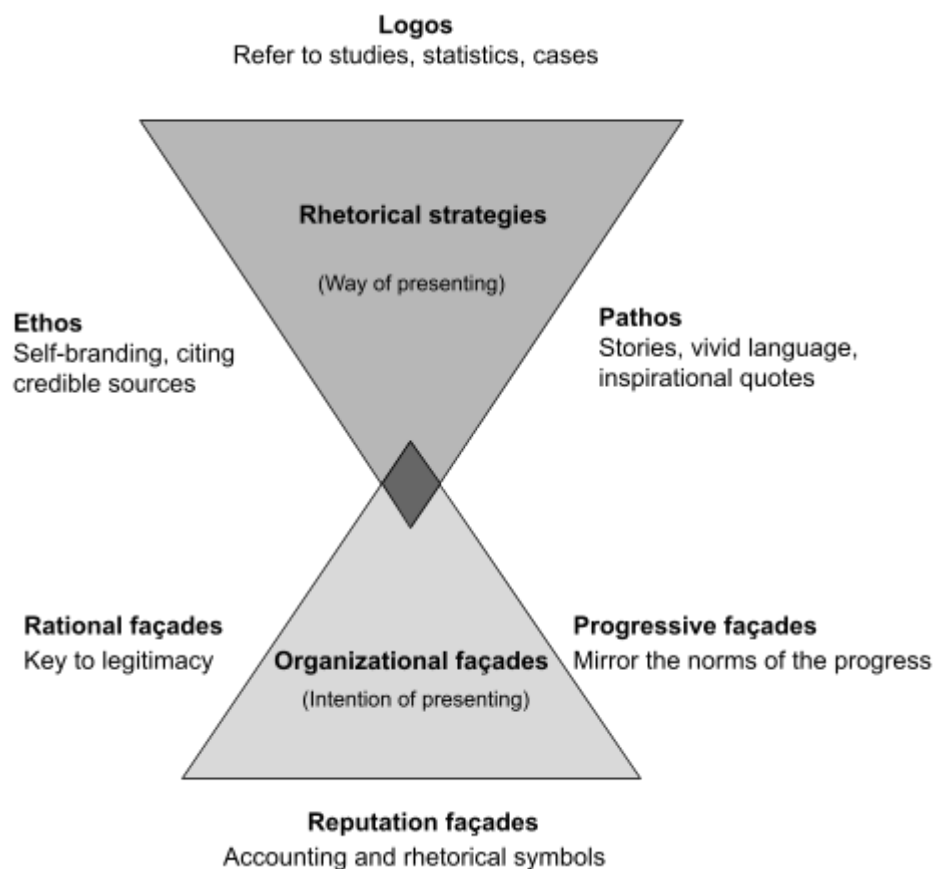 Logos
Refer to studies, statistics, cases
Rhetorical strategies
(Way of presenting)
Ethos
Self-branding, citing
credible sources
Pathos
Stories, vivid language,
inspirational quotes
Rational façades
Key to legitimacy
Organizational façades
(Intention of presenting)
Progressive façades
Mirror the norms of the progress
Reputation façades
Accounting and rhetorical symbols